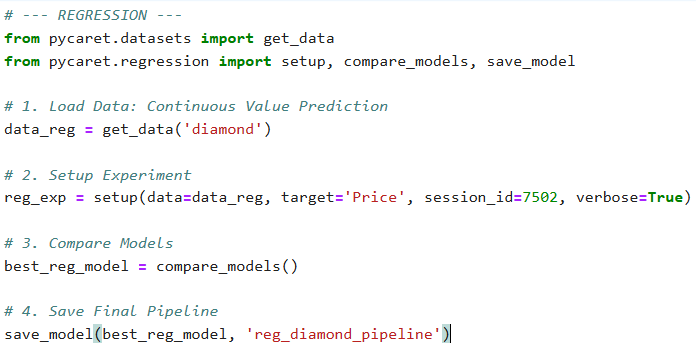 # --- REGRESSION ---
from pycaret.datasets import get_data
from pycaret.regression import setup, compare_models, save_model
# 1. Load Data: Continuous Value Prediction
data_reg = get_data('diamond')
# 2. Setup Experiment
reg_exp = setup(data=data_reg, target='Price', session_id=7502, verbose=True)
# 3. Compare Models
best_reg_model = compare_models()
# 4. Save Final Pipeline
save_model(best_reg_model, 'reg_diamond_pipeline')